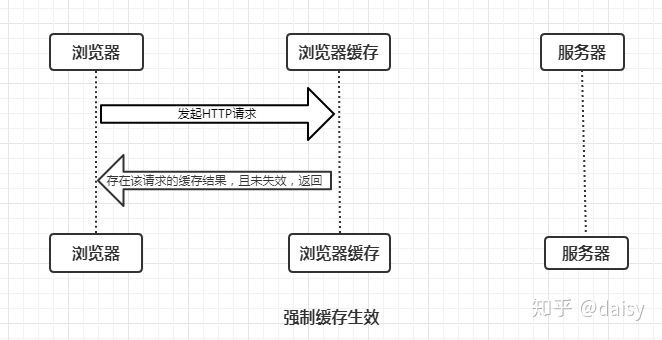 浏览器
浏览器缓存
服务器
发起HTTP请求
存在该请求的缓存结果，且未失效，返回
浏览器
浏览器缓存
服务器
知乎 @daisy
强制缓存生效